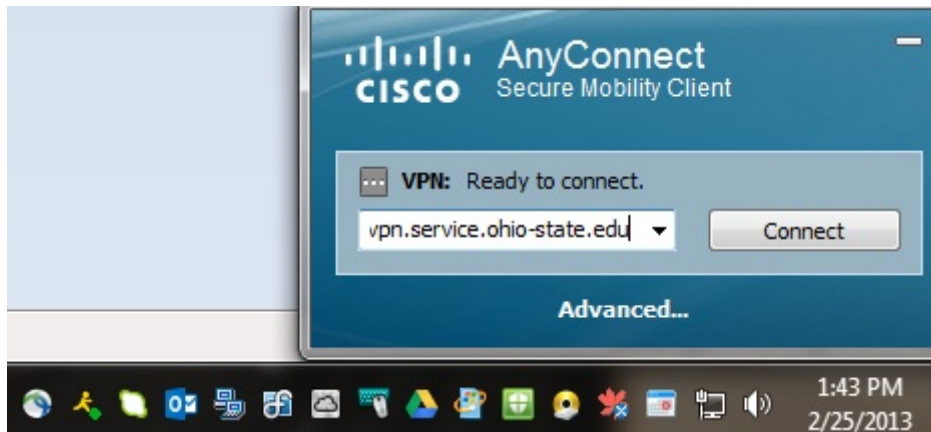 CISCO
AnyConnect
Secure Mobility Client
VPN: Ready to connect.
vpn.service.ohio-state.edu
Connect
Advanced...
1:43 PM
2/25/2013